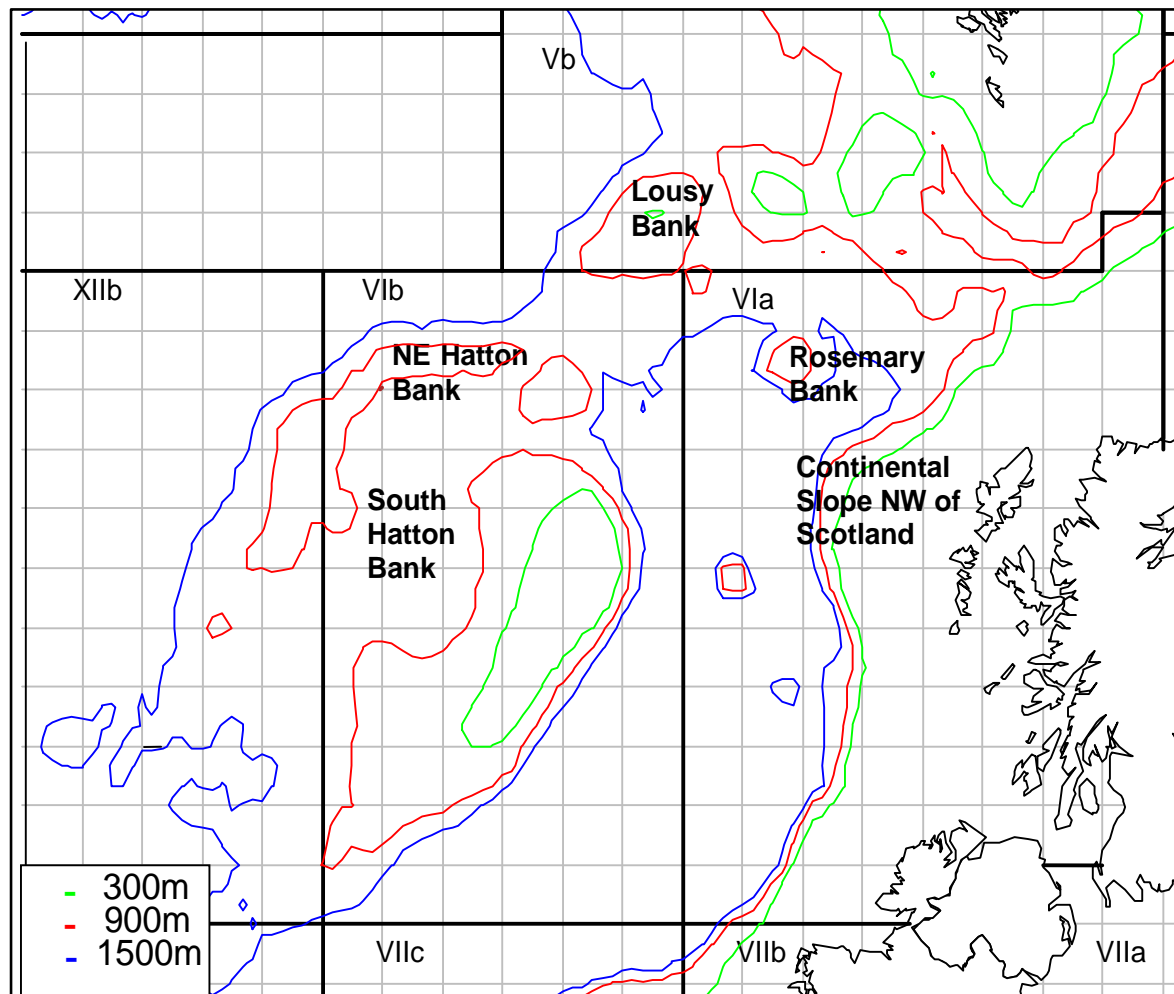 Vb
Lousy
Bank
XIIb
VIb
VIa
NE Hatton
Bank
Rosemary
Bank
Continental
Slope NW of
Scotland
South
Hatton
Bank
300m
900m
1500m
VIIc
VIIb
VIIa